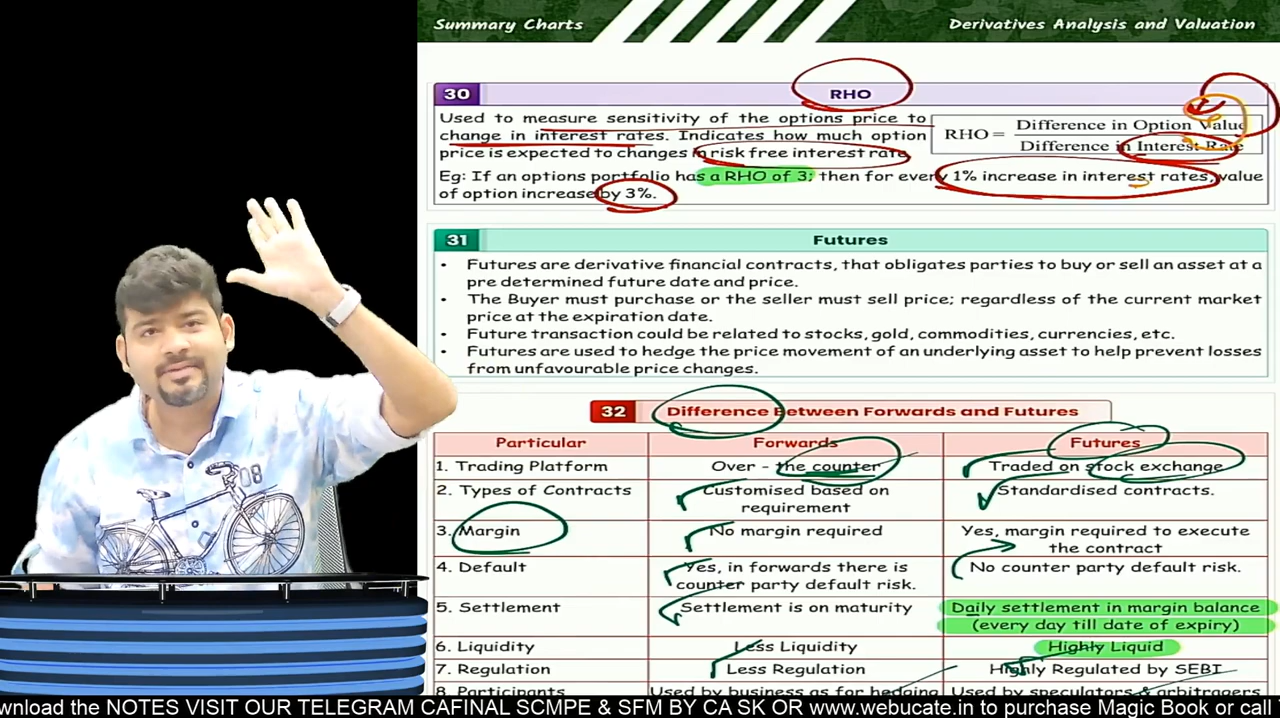 Summary Charts
Derivatives Analysis and Valuation
30
RHO
Used to measure sensitivity of the options price to
change in interest rates. Indicates how much option
price is expected to changes in risk free interest rate
RHO = Difference in Option Value
Difference in Interest Rate
Eg: If an options portfolio has a RHO of 3; then for every 1% increase in interest rates, value
of option increase by 3%.
31
Futures
• Futures are derivative financial contracts, that obligates parties to buy or sell an asset at a
pre determined future date and price.
• The Buyer must purchase or the seller must sell price; regardless of the current market
price at the expiration date.
• Future transaction could be related to stocks, gold, commodities, currencies, etc.
• Futures are used to hedge the price movement of an underlying asset to help prevent losses
from unfavourable price changes.
32
Difference Between Forwards and Futures
Particular Forwards Futures
1. Trading Platform Over - the counter Traded on stock exchange
2. Types of Contracts Customised based on Standardised contracts.
requirement
3. Margin No margin required Yes, margin required to execute
the contract
4. Default Yes, in forwards there is No counter party default risk.
counter party default risk.
5. Settlement Settlement is on maturity Daily settlement in margin balance
(every day till date of expiry)
6. Liquidity Less Liquidity Highly Liquid
7. Regulation Less Regulation Highly Regulated by SEBI
8. Participants Used by business as for hedging Used by speculators & arbitragers
wnload the NOTES VISIT OUR TELEGRAM CAFINAL SCMPE & SFM BY CA SK OR www.webucate.in to purchase Magic Book or call
08